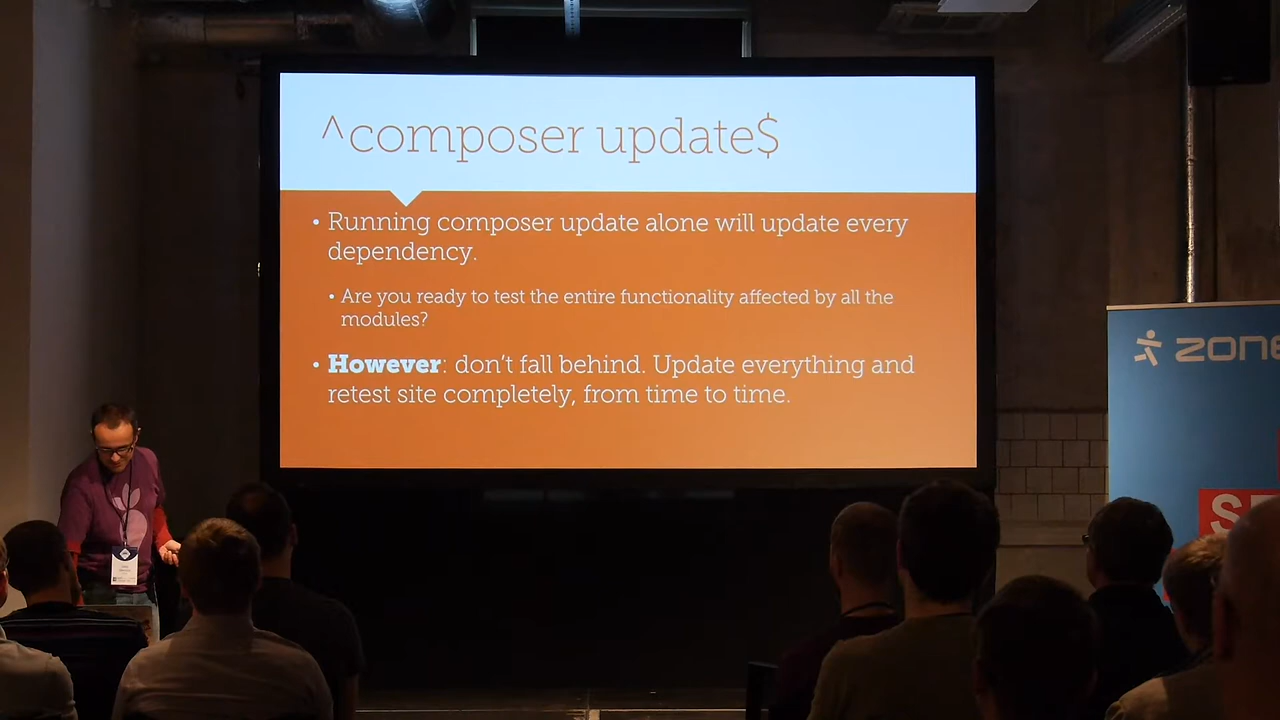 ^composer update$
• Running composer update alone will update every
dependency.
• Are you ready to test the entire functionality affected by all the
modules?
• However: don't fall behind. Update everything and
retest site completely, from time to time.
zone